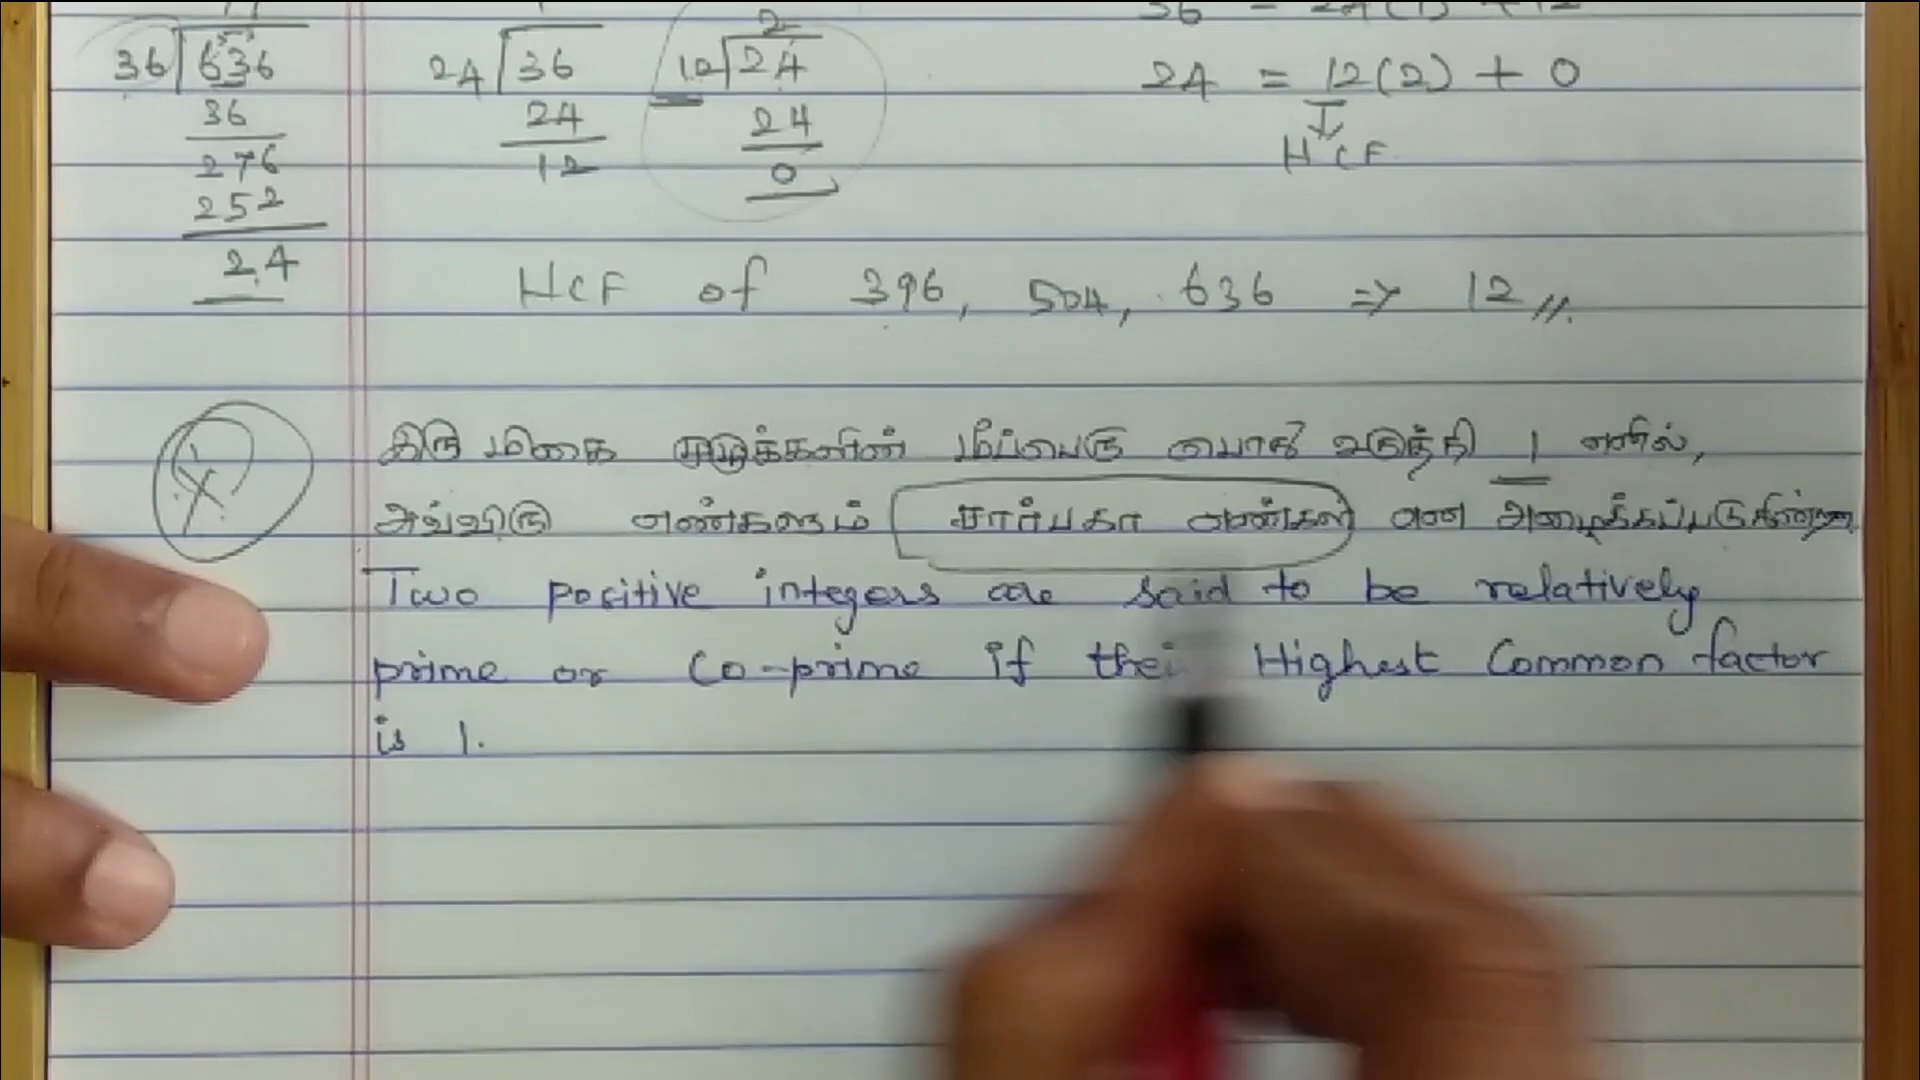 36 636
36
276
252
24
24 36
24
12
2
12 24
24
0
24 = 12(2) + 0
HCF
HCF of 396, 504, 636 => 12 //.
இரு மிகை முழுக்களின் மீப்பெரு பொது வகுத்தி 1 எனில்,
அவ்விரு எண்களும் சார்பகா எண்கள் என அழைக்கப்படுகின்றன
Two positive integers are said to be relatively
prime or Co-prime if their Highest Common factor
is 1.